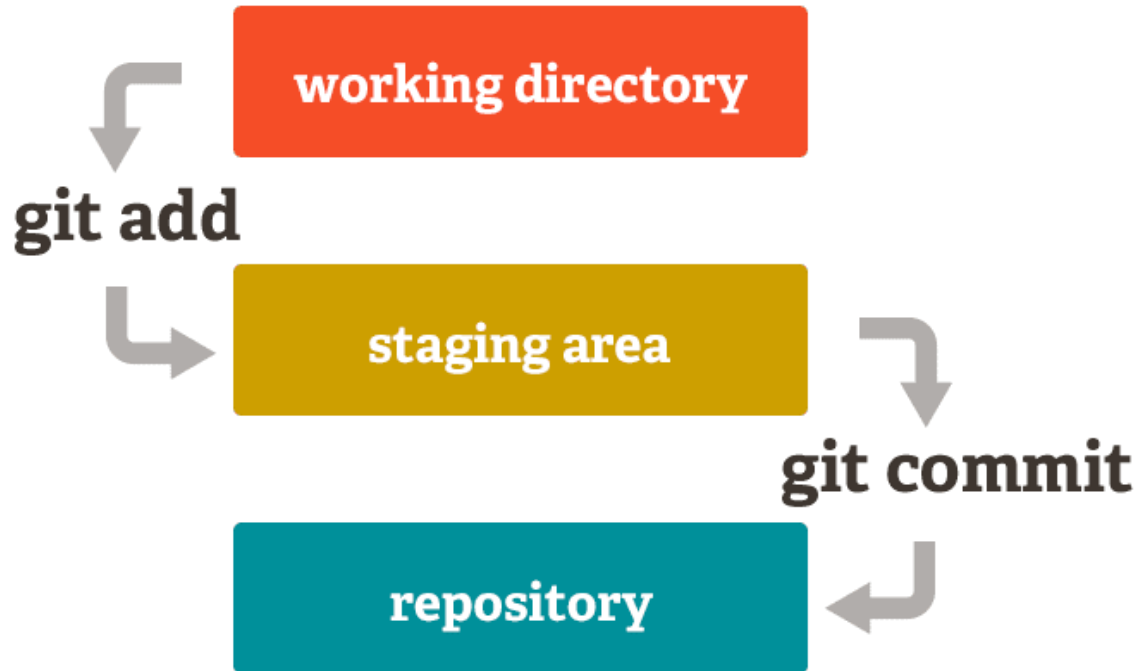 working directory
git add
staging area
git commit
repository